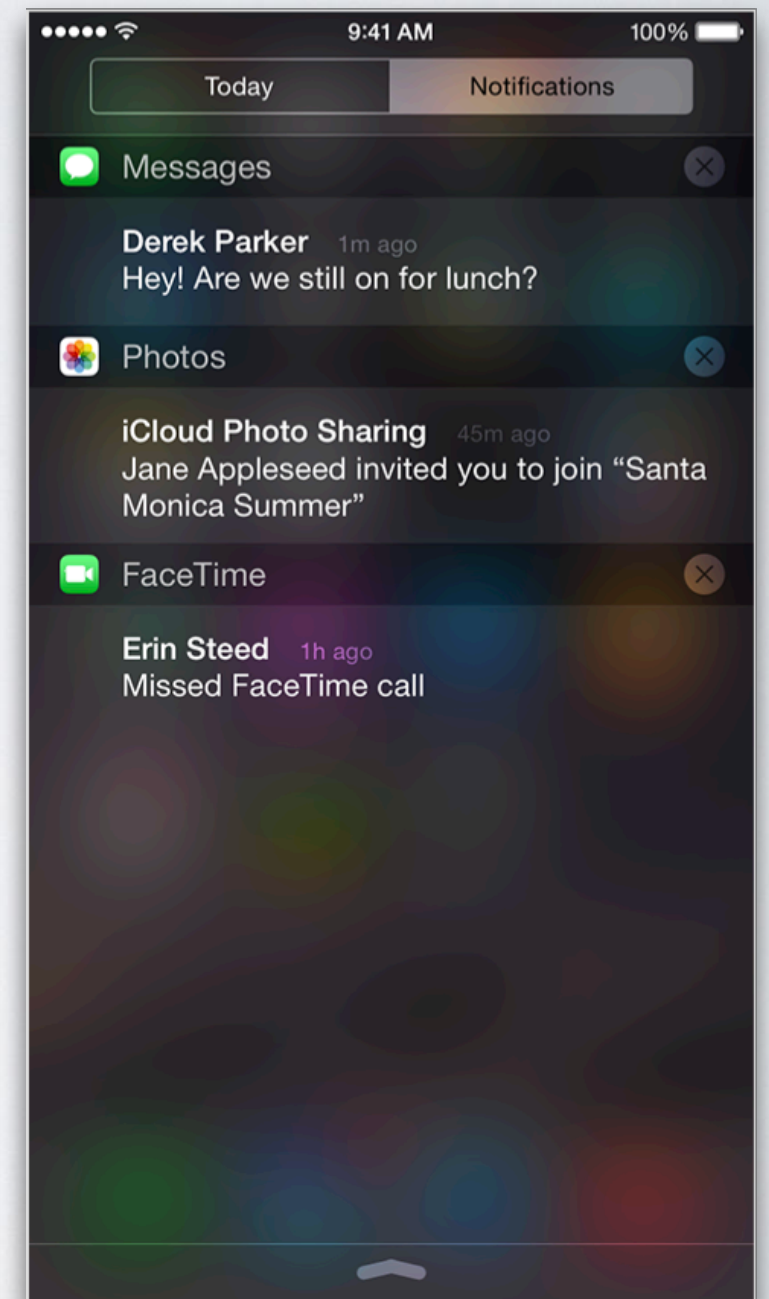 9:41 AM 100%
Today Notifications
Messages
Derek Parker 1m ago
Hey! Are we still on for lunch?
Photos
iCloud Photo Sharing 45m ago
Jane Appleseed invited you to join “Santa
Monica Summer”
FaceTime
Erin Steed 1h ago
Missed FaceTime call